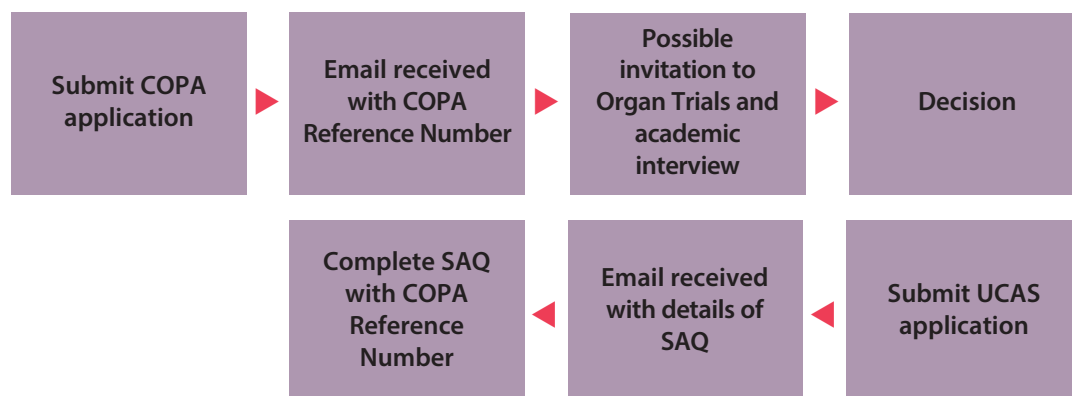 Submit COPA
application
Email received
with COPA
Reference Number
Possible
invitation to
Organ Trials and
academic
interview
Decision
Submit UCAS
application
Email received
with details of
SAQ
Complete SAQ
with COPA
Reference
Number